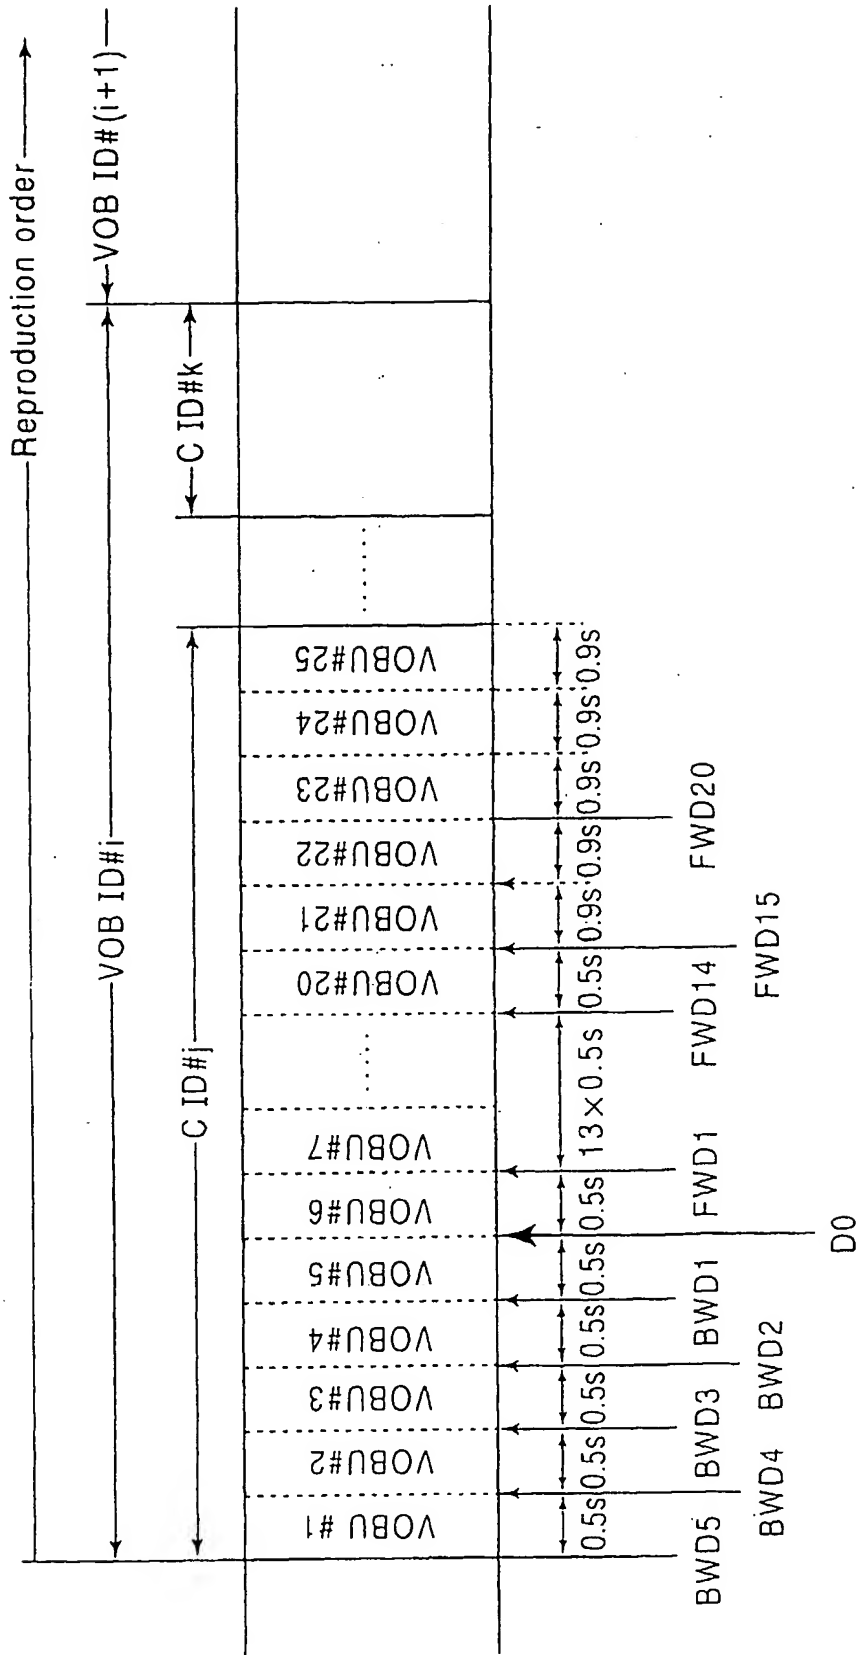 Reproduction order
VOB ID#i
VOB ID#(i+1)
C ID#j
C ID#k
VOBU #1
VOBU#2
VOBU#3
VOBU#4
VOBU#5
VOBU#6
VOBU#7
......
VOBU#20
VOBU#21
VOBU#22
VOBU#23
VOBU#24
VOBU#25
........
0.5s
0.5s
0.5s
0.5s
0.5s
0.5s
13×0.5s
0.5s
0.9s
0.9s
0.9s
0.9s
0.9s
BWD5
BWD4
BWD3
BWD2
BWD1
D0
FWD1
FWD14
FWD15
FWD20